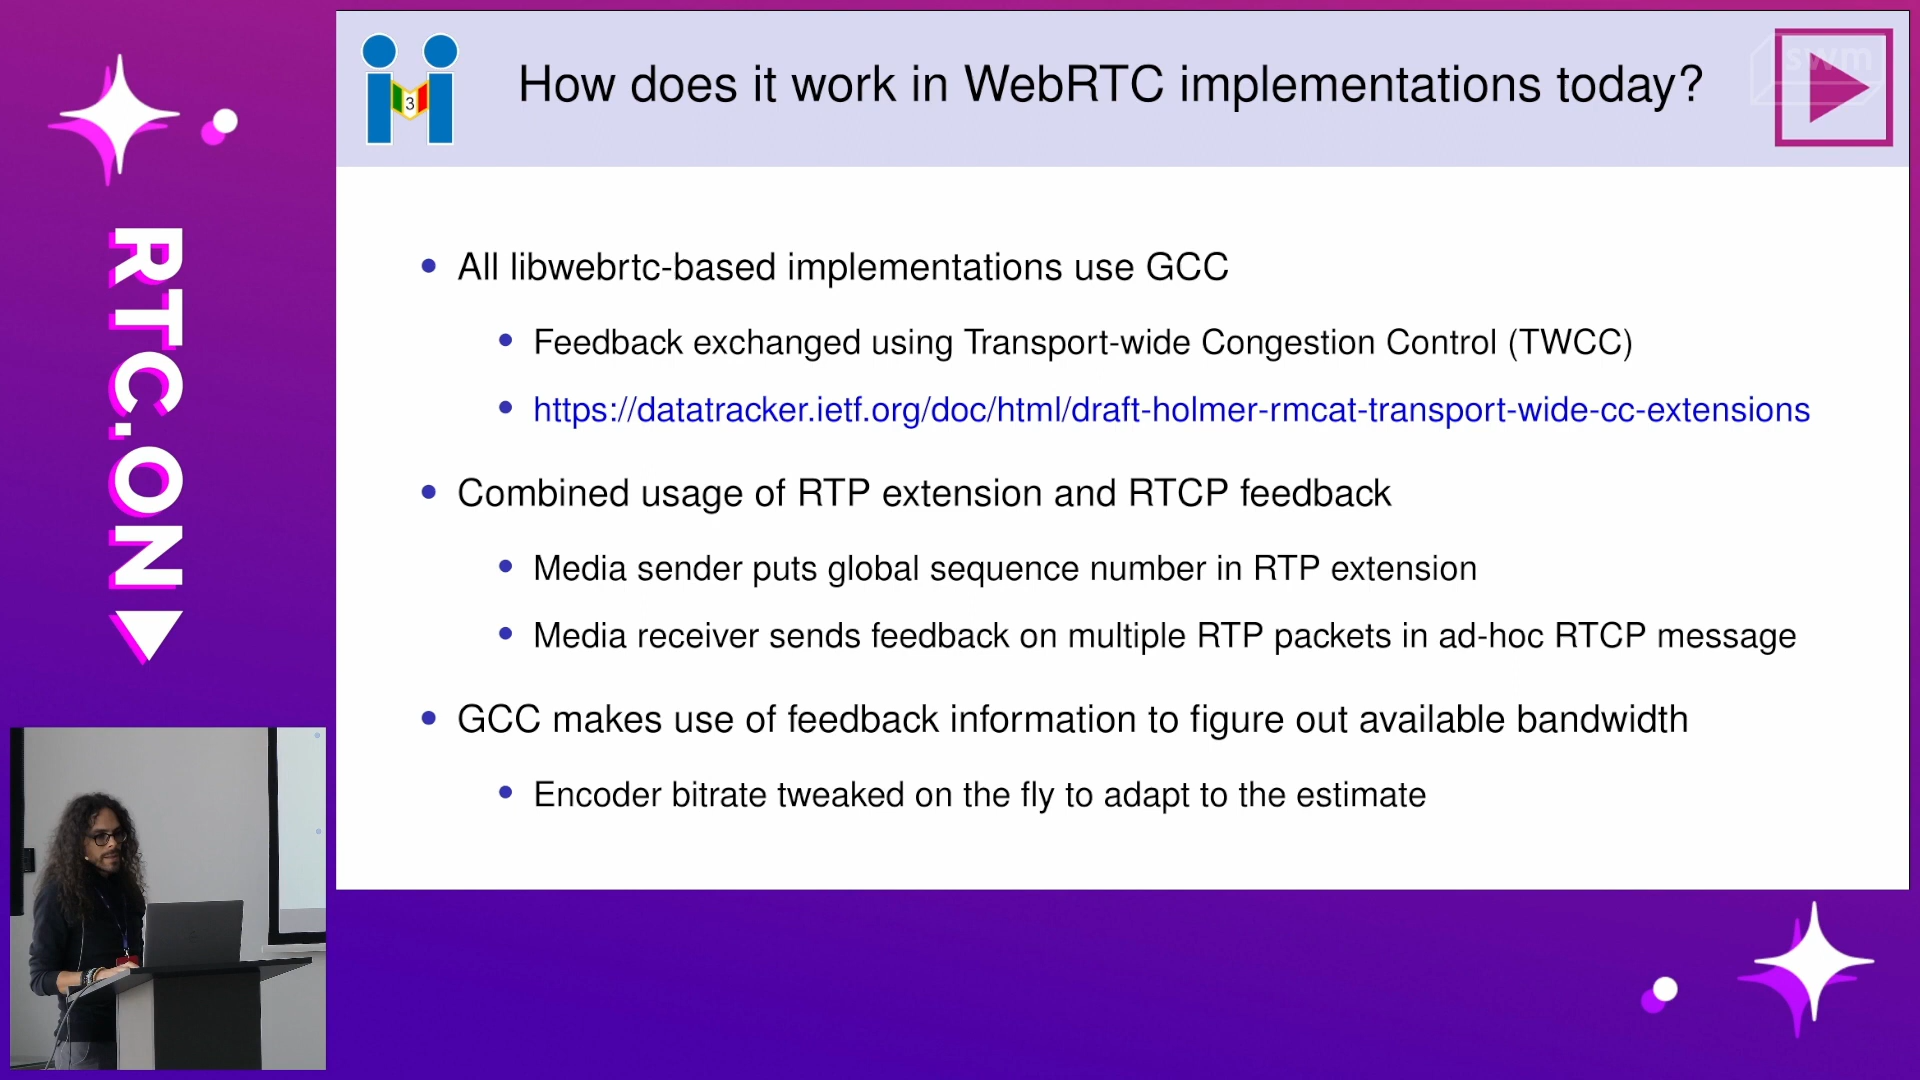 RTC.ON
3
How does it work in WebRTC implementations today?
swm
All libwebrtc-based implementations use GCC
Feedback exchanged using Transport-wide Congestion Control (TWCC)
https://datatracker.ietf.org/doc/html/draft-holmer-rmcat-transport-wide-cc-extensions
Combined usage of RTP extension and RTCP feedback
Media sender puts global sequence number in RTP extension
Media receiver sends feedback on multiple RTP packets in ad-hoc RTCP message
GCC makes use of feedback information to figure out available bandwidth
Encoder bitrate tweaked on the fly to adapt to the estimate